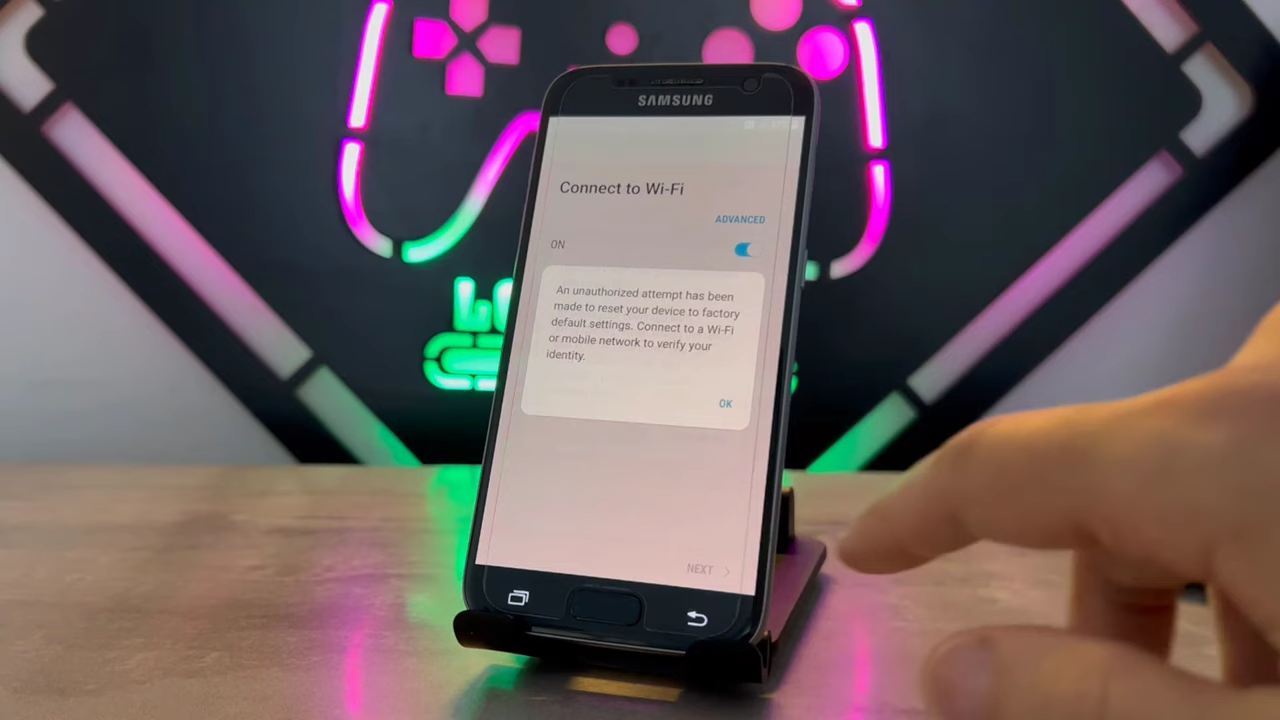 SAMSUNG
Connect to Wi-Fi
ADVANCED
ON
An unauthorized attempt has been
made to reset your device to factory
default settings. Connect to a Wi-Fi
or mobile network to verify your
identity.
OK
NEXT